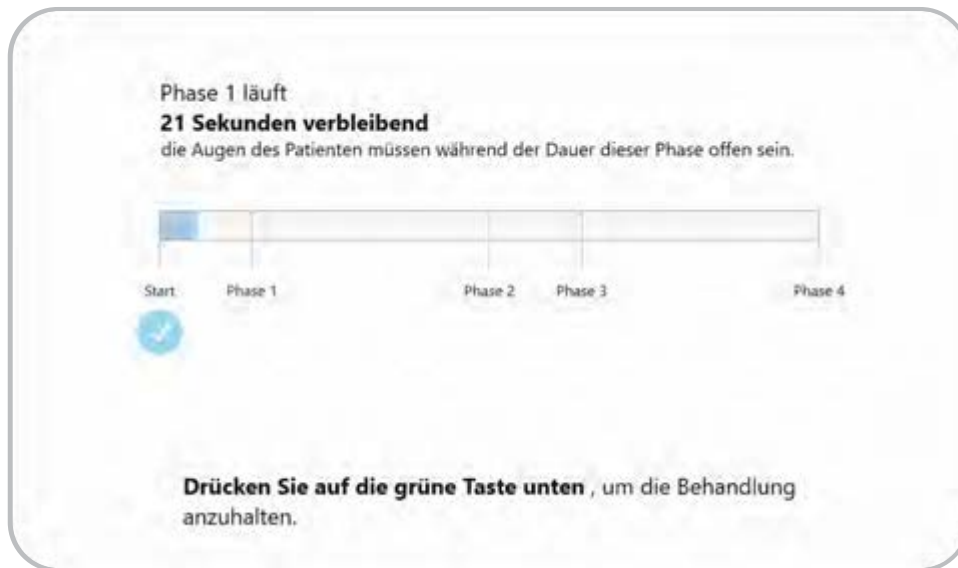 Phase 1 läuft
21 Sekunden verbleibend
die Augen des Patienten müssen während der Dauer dieser Phase offen sein.
Start Phase 1 Phase 2 Phase 3 Phase 4
Drücken Sie auf die grüne Taste unten , um die Behandlung
anzuhalten.